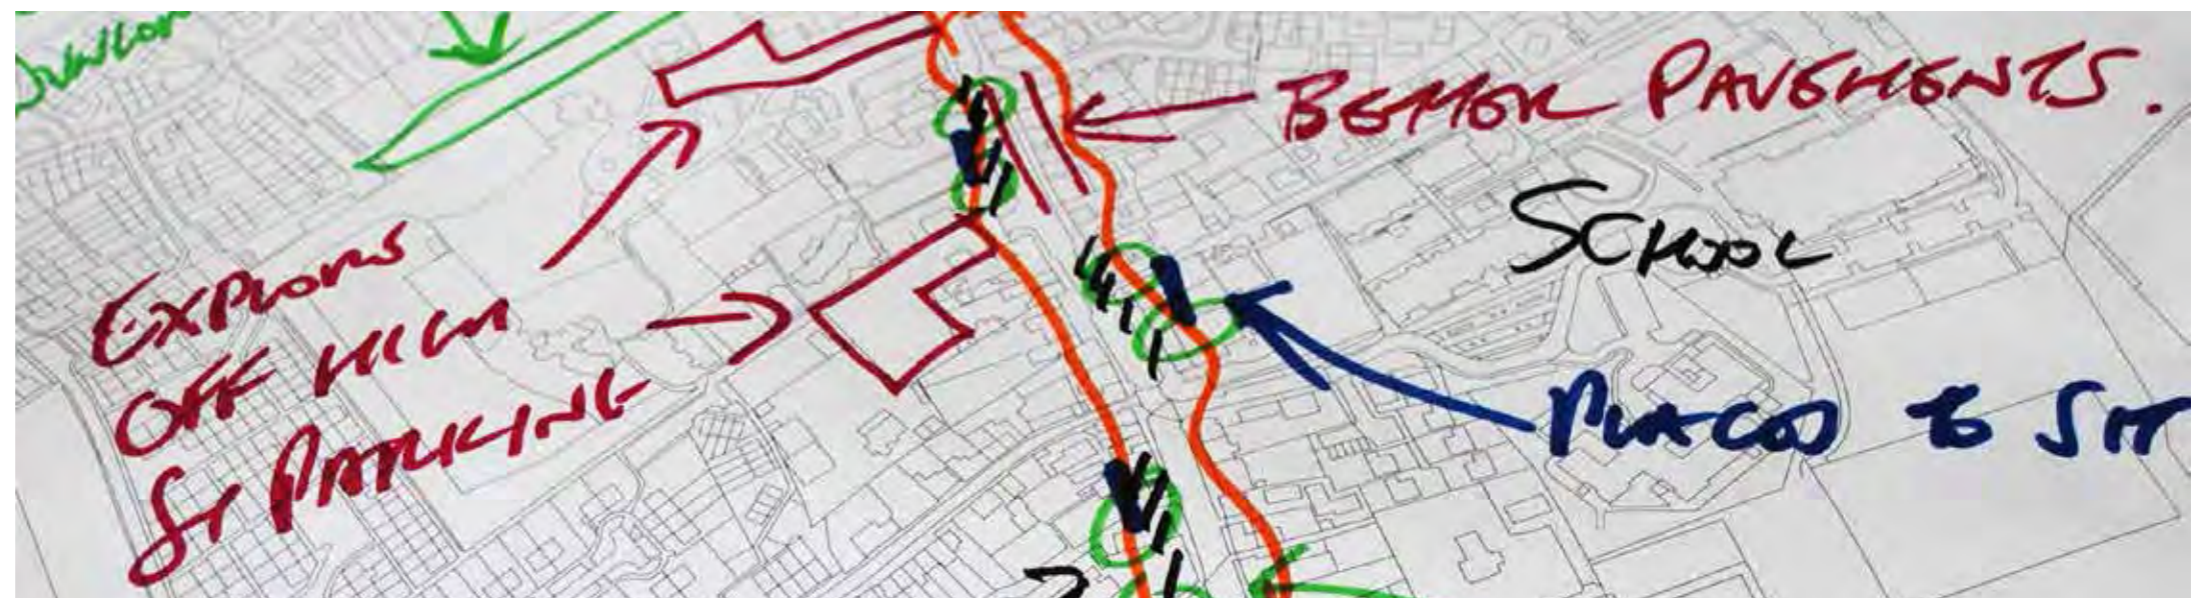 BETTER PAVEMENTS.
SCHOOL
EXPLORE
OFF HIGH
St PARKING
PLACES to SIT